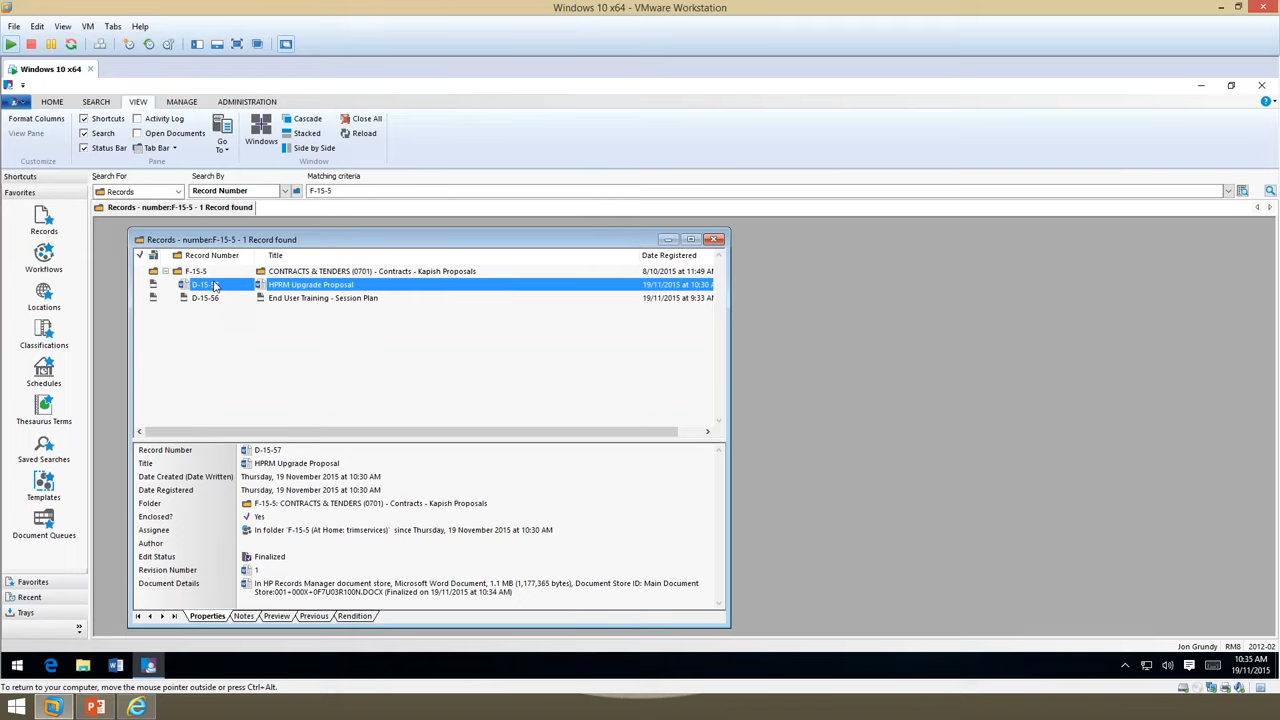 Windows 10 x64 - VMware Workstation
File Edit View VM Tabs Help
Windows 10 x64
HOME SEARCH VIEW MANAGE ADMINISTRATION
Format Columns Shortcuts Activity Log Cascade Close All
View Pane Search Open Documents Go To Windows Stacked Reload
Status Bar Tab Bar Side by Side
Customize Pane Window
Shortcuts Search For Search By Matching criteria
Favorites Records Record Number F-15-5
Records - number:F-15-5 - 1 Record found
Records
Workflows
Locations
Classifications
Schedules
Thesaurus Terms
Saved Searches
Templates
Document Queues
Favorites
Recent
Trays
Records - number:F-15-5 - 1 Record found
Record Number Title Date Registered
F-15-5 CONTRACTS & TENDERS (0701) - Contracts - Kapish Proposals 8/10/2015 at 11:49 AM
HPRM Upgrade Proposal 19/11/2015 at 10:30
D-15-56 End User Training - Session Plan 19/11/2015 at 9:33 AM
Record Number D-15-57
Title HPRM Upgrade Proposal
Date Created (Date Written) Thursday, 19 November 2015 at 10:30 AM
Date Registered Thursday, 19 November 2015 at 10:30 AM
Folder F-15-5: CONTRACTS & TENDERS (0701) - Contracts - Kapish Proposals
Enclosed? Yes
Assignee In folder `F-15-5 (At Home: trimservices)` since Thursday, 19 November 2015 at 10:30 AM
Author
Edit Status Finalized
Revision Number 1
Document Details In HP Records Manager document store, Microsoft Word Document, 1.1 MB (1,177,365 bytes), Document Store ID: Main Document
Store:001+000X+0F7U03R100N.DOCX (Finalized on 19/11/2015 at 10:34 AM)
Properties Notes Preview Previous Rendition
Jon Grundy RM8 2012-02
10:35 AM
19/11/2015
To return to your computer, move the mouse pointer outside or press Ctrl+Alt.